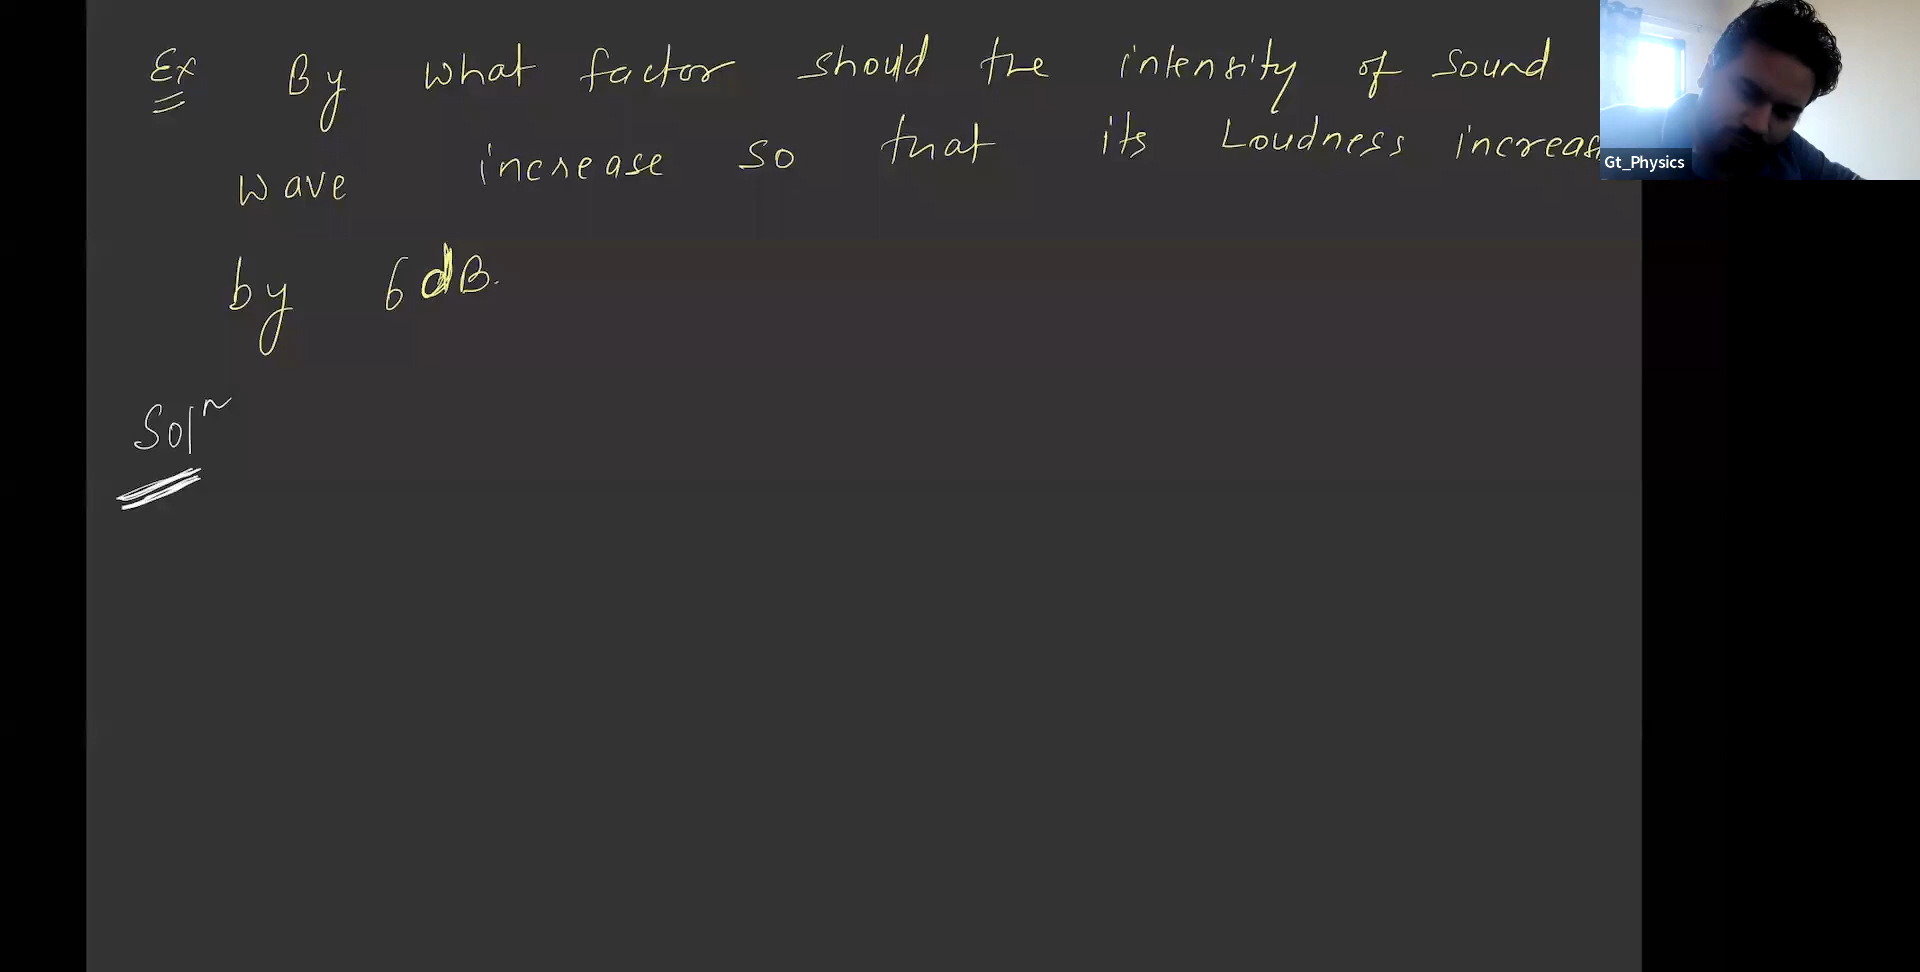 Ex By what factor should the intensity of sound
wave increase so that its Loudness increas
by 6dB.
Solⁿ
Gt_Physics